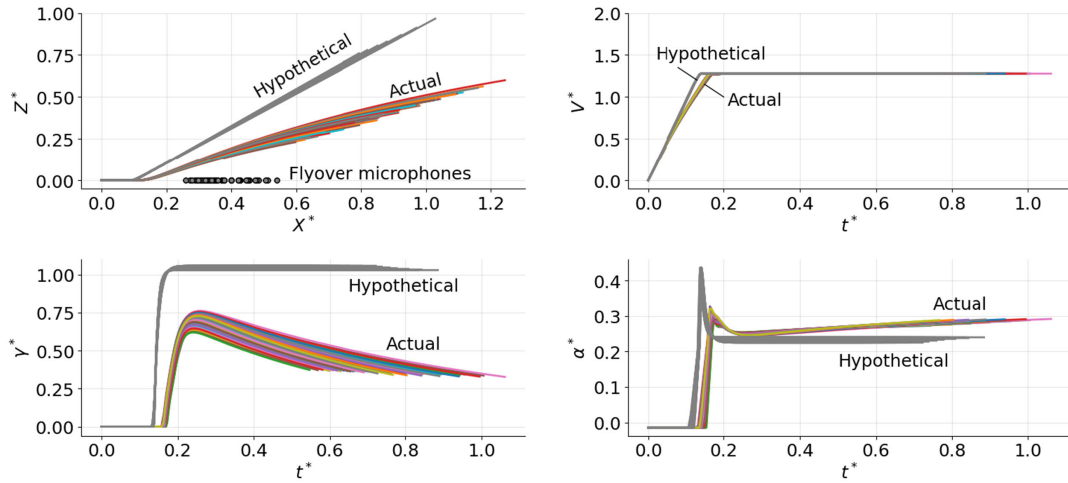 1.00
0.75
0.50
0.25
0.00
Z*
Hypothetical
Actual
Flyover microphones
0.0 0.2 0.4 0.6 0.8 1.0 1.2
X*
2.0
1.5
1.0
0.5
0.0
V*
Hypothetical
Actual
0.0 0.2 0.4 0.6 0.8 1.0
t*
1.00
0.75
0.50
0.25
0.00
γ*
Hypothetical
Actual
0.0 0.2 0.4 0.6 0.8 1.0
t*
0.4
0.3
0.2
0.1
0.0
α*
Actual
Hypothetical
0.0 0.2 0.4 0.6 0.8 1.0
t*